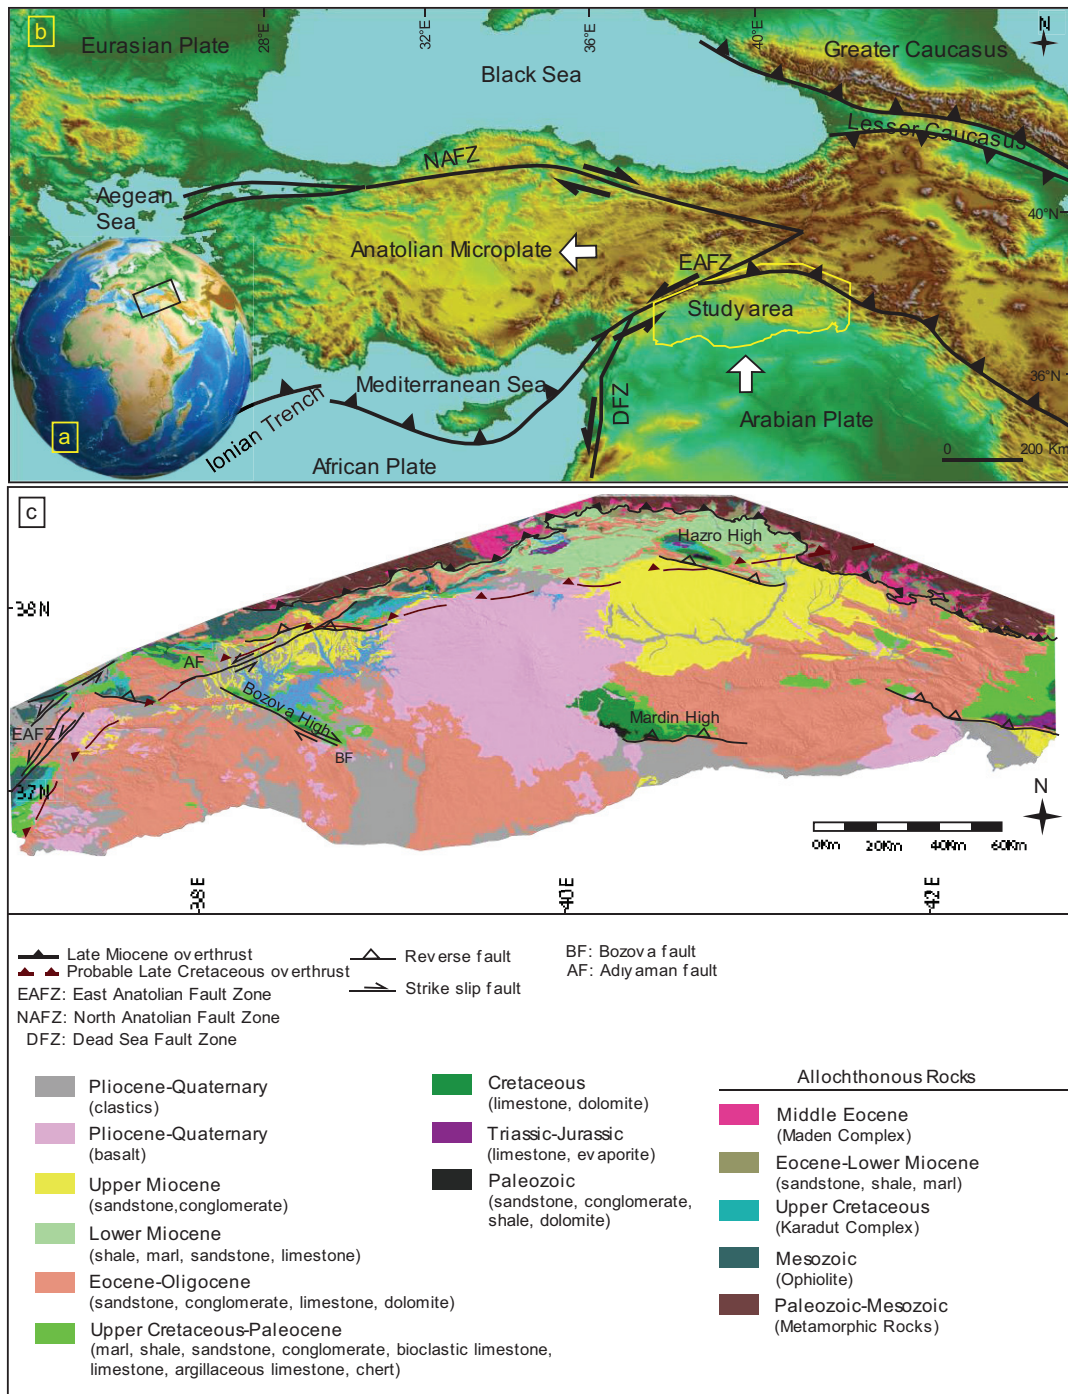 b
Eurasian Plate
28°E
32°E
36°E
40°E
N
Greater Caucasus
Black Sea
Lesser Caucasus
NAFZ
Aegean
Sea
40°N
Anatolian Microplate
EAFZ
Study area
36°N
Mediterranean Sea
DFZ
Arabian Plate
Ionian Trench
a
African Plate
0 200 Km
c
Hazro High
38N
AF
Bozova High
Mardin High
EAFZ
BF
37N
N
0Km 20Km 40Km 60Km
38E
40E
42E
Late Miocene overthrust
Probable Late Cretaceous overthrust
EAFZ: East Anatolian Fault Zone
NAFZ: North Anatolian Fault Zone
DFZ: Dead Sea Fault Zone
Reverse fault
Strike slip fault
BF: Bozova fault
AF: Adıyaman fault
Pliocene-Quaternary
(clastics)
Pliocene-Quaternary
(basalt)
Upper Miocene
(sandstone,conglomerate)
Lower Miocene
(shale, marl, sandstone, limestone)
Eocene-Oligocene
(sandstone, conglomerate, limestone, dolomite)
Upper Cretaceous-Paleocene
(marl, shale, sandstone, conglomerate, bioclastic limestone,
limestone, argillaceous limestone, chert)
Cretaceous
(limestone, dolomite)
Triassic-Jurassic
(limestone, evaporite)
Paleozoic
(sandstone, conglomerate,
shale, dolomite)
Allochthonous Rocks
Middle Eocene
(Maden Complex)
Eocene-Lower Miocene
(sandstone, shale, marl)
Upper Cretaceous
(Karadut Complex)
Mesozoic
(Ophiolite)
Paleozoic-Mesozoic
(Metamorphic Rocks)